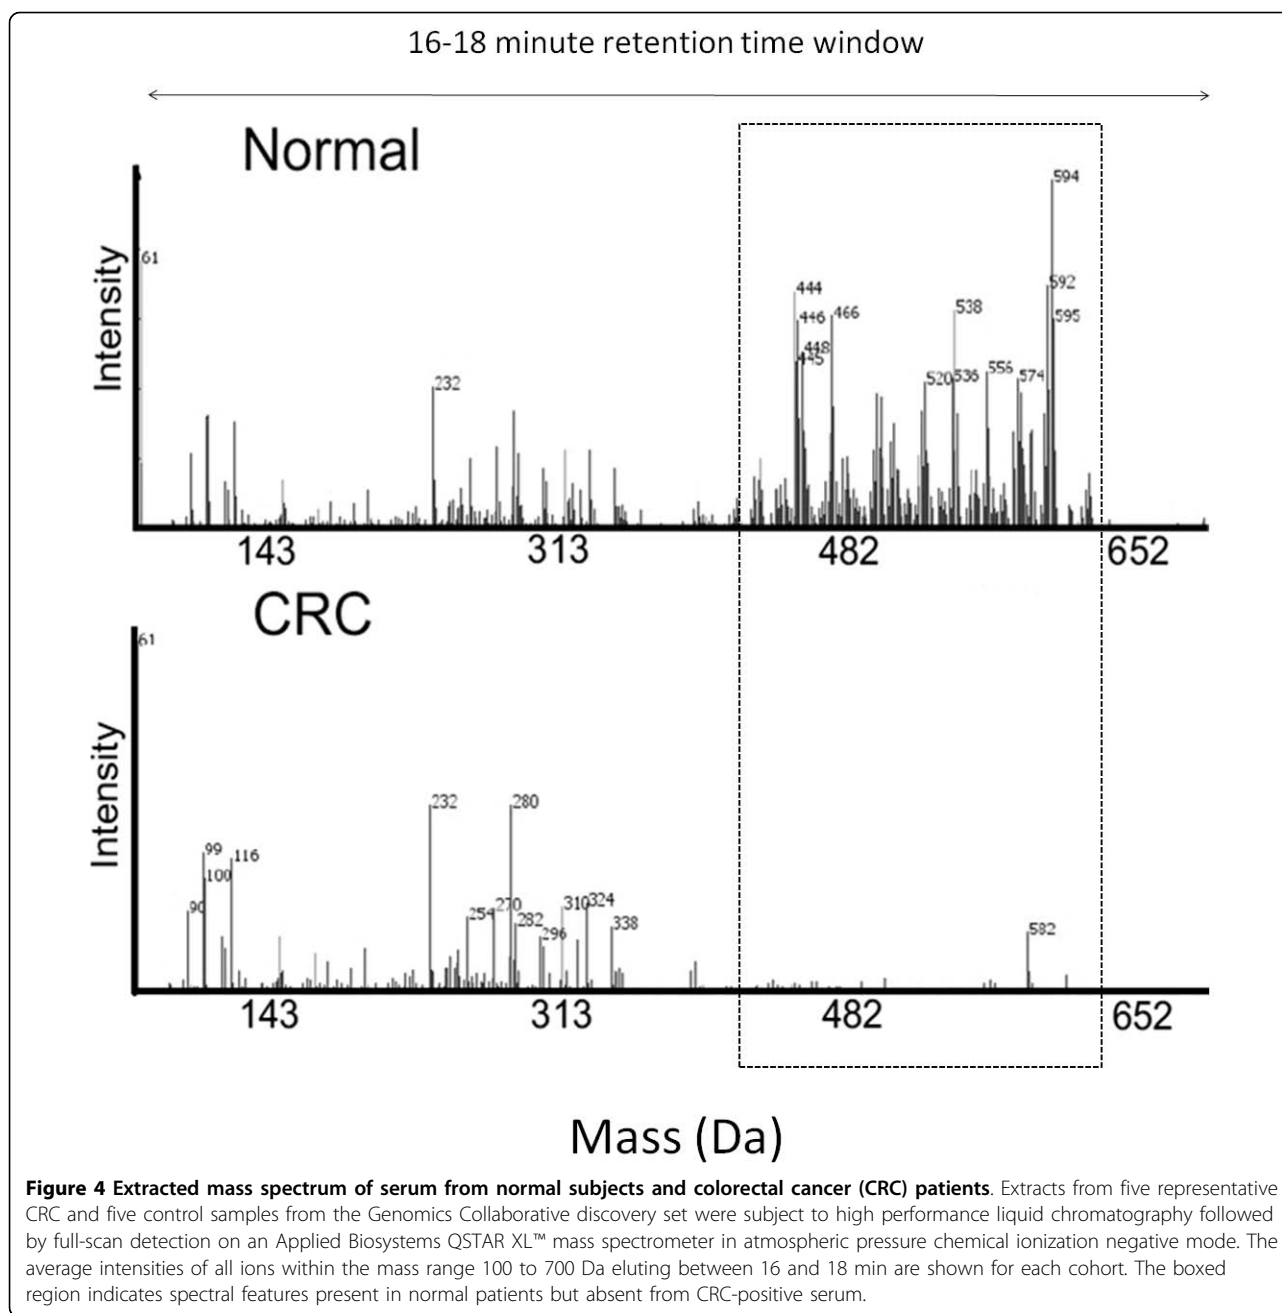 16-18 minute retention time window
Normal
Intensity
61
232
444
446
448
445
466
520
538
536
556
574
594
592
595
143 313 482 652
CRC
Intensity
61
90
99
100
116
232
254
270
280
282
296
310
324
338
582
143 313 482 652
Mass (Da)
Figure 4 Extracted mass spectrum of serum from normal subjects and colorectal cancer (CRC) patients. Extracts from five representative
CRC and five control samples from the Genomics Collaborative discovery set were subject to high performance liquid chromatography followed
by full-scan detection on an Applied Biosystems QSTAR XL™ mass spectrometer in atmospheric pressure chemical ionization negative mode. The
average intensities of all ions within the mass range 100 to 700 Da eluting between 16 and 18 min are shown for each cohort. The boxed
region indicates spectral features present in normal patients but absent from CRC-positive serum.